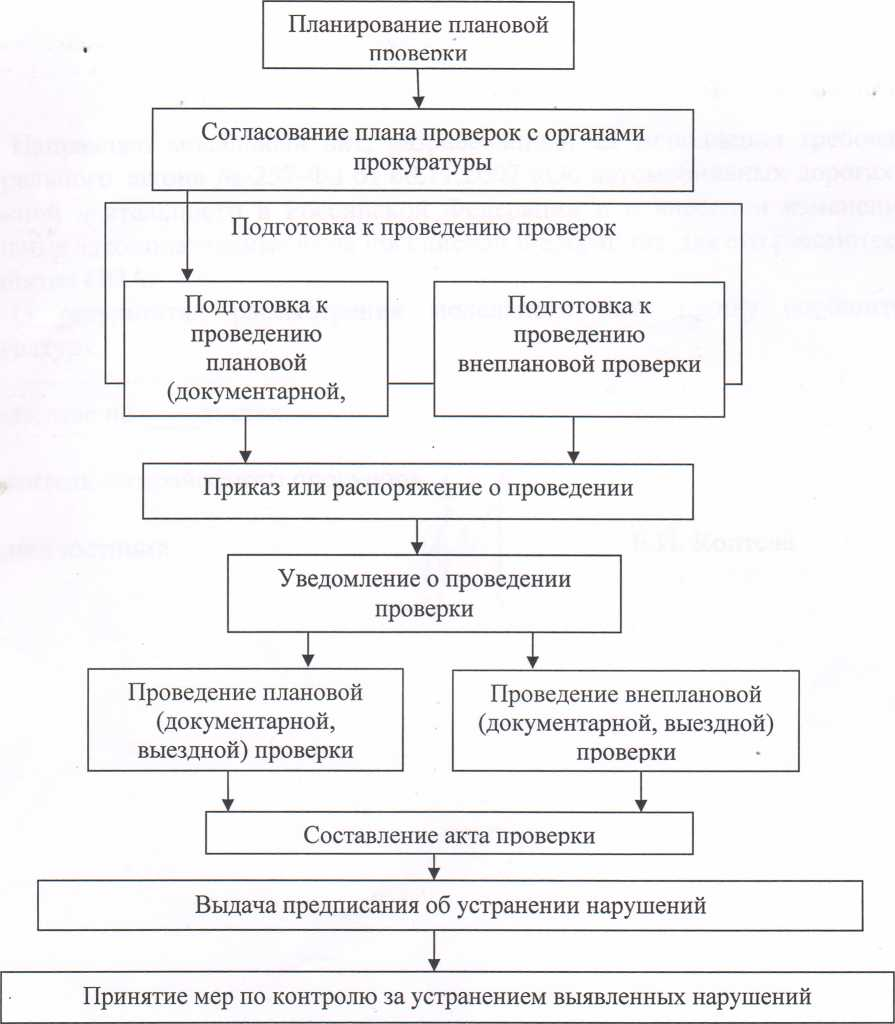 Планирование плановой
проверки
Согласование плана проверок с органами
прокуратуры
Подготовка к проведению проверок
Подготовка к
проведению
плановой
(документарной,
Подготовка к
проведению
внеплановой проверки
Приказ или распоряжение о проведении
Уведомление о проведении
проверки
Проведение плановой
(документарной,
выездной) проверки
Проведение внеплановой
(документарной, выездной)
проверки
Составление акта проверки
Выдача предписания об устранении нарушений
Принятие мер по контролю за устранением выявленных нарушений